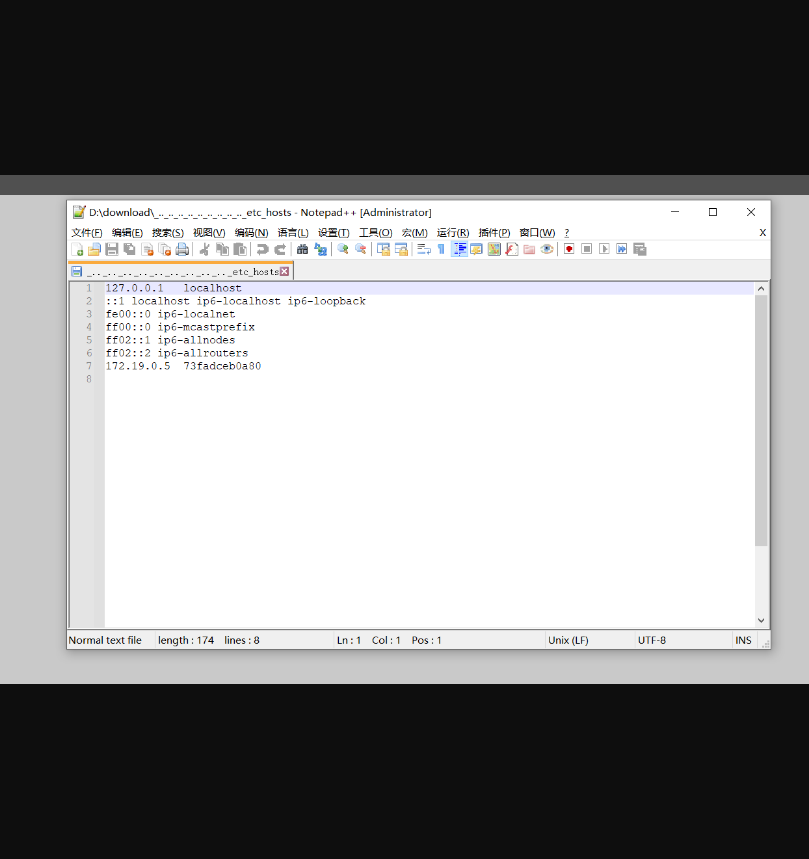 D:\download\_.._.._.._.._.._.._.._.._.._etc_hosts - Notepad++ [Administrator]
文件(F) 编辑(E) 搜索(S) 视图(V) 编码(N) 语言(L) 设置(T) 工具(O) 宏(M) 运行(R) 插件(P) 窗口(W) ? X
_.._.._.._.._.._.._.._.._.._etc_hosts
1 127.0.0.1 localhost
2 ::1 localhost ip6-localhost ip6-loopback
3 fe00::0 ip6-localnet
4 ff00::0 ip6-mcastprefix
5 ff02::1 ip6-allnodes
6 ff02::2 ip6-allrouters
7 172.19.0.5 73fadceb0a80
8
Normal text file length : 174 lines : 8 Ln : 1 Col : 1 Pos : 1 Unix (LF) UTF-8 INS